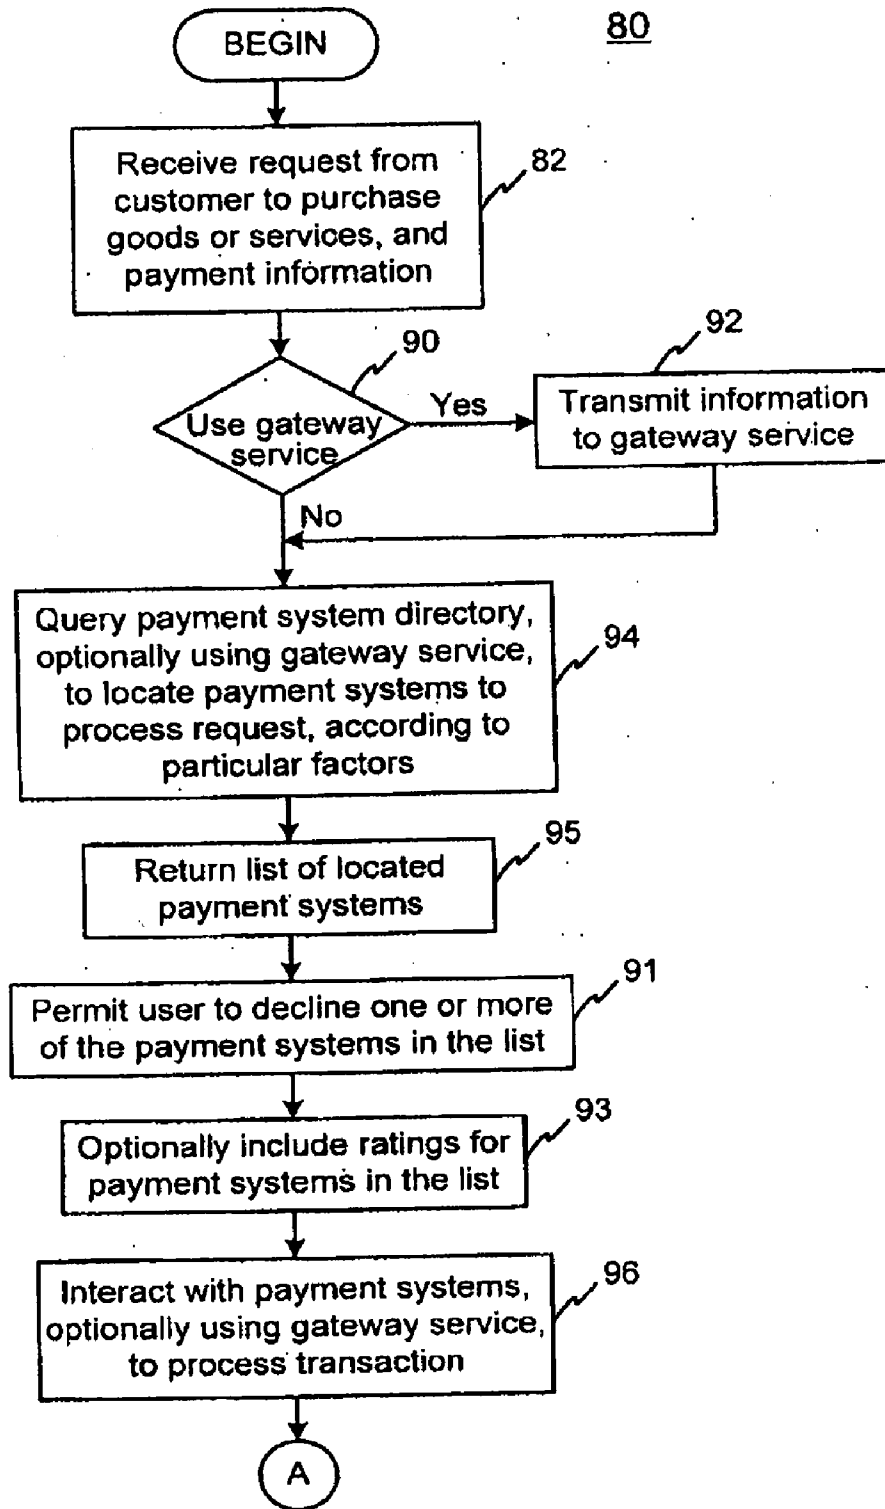 80
BEGIN
Receive request from
customer to purchase
goods or services, and
payment information
82
90
Use gateway
service
Yes
92
Transmit information
to gateway service
No
Query payment system directory,
optionally using gateway service,
to locate payment systems to
process request, according to
particular factors
94
Return list of located
payment systems
95
Permit user to decline one or more
of the payment systems in the list
91
Optionally include ratings for
payment systems in the list
93
Interact with payment systems,
optionally using gateway service,
to process transaction
96
A